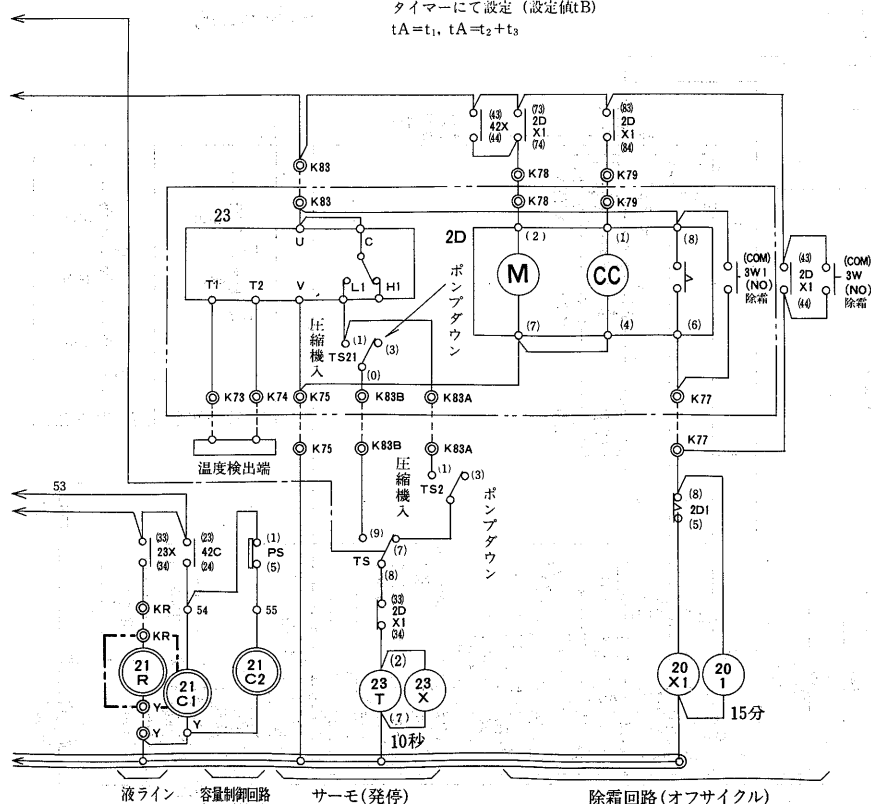 タイマーにて設定 (設定値tB)
tA=t₁, tA=t₂+t₃
(43)
42X
(44)
(73)
2D
X1
(74)
(83)
2D
X1
(84)
K83
K78
K79
K83
K78
K79
23
U
C
L1
H1
T1
T2
V
2D
(2)
(1)
(8)
M
CC
(7)
(4)
(6)
(COM)
3W1
(NO)
除霜
(43)
2D
X1
(44)
(COM)
3W
(NO)
除霜
圧縮機入
(1)
TS21
(3)
(0)
ポンプダウン
K73
K74
K75
K83B
K83A
K77
K75
K83B
K83A
K77
温度検出端
圧縮機入
(1)
TS2
(3)
ポンプダウン
(8)
2D1
(5)
53
(33)
23X
(34)
(23)
42C
(24)
(1)
PS
(5)
(9)
(7)
TS
(8)
(33)
2D
X1
(34)
KR
54
55
KR
21
R
21
C1
21
C2
(2)
23
T
23
X
(7)
10秒
20
X1
20
1
15分
Y
Y
Y
液ライン
容量制御回路
サーモ(発停)
除霜回路(オフサイクル)